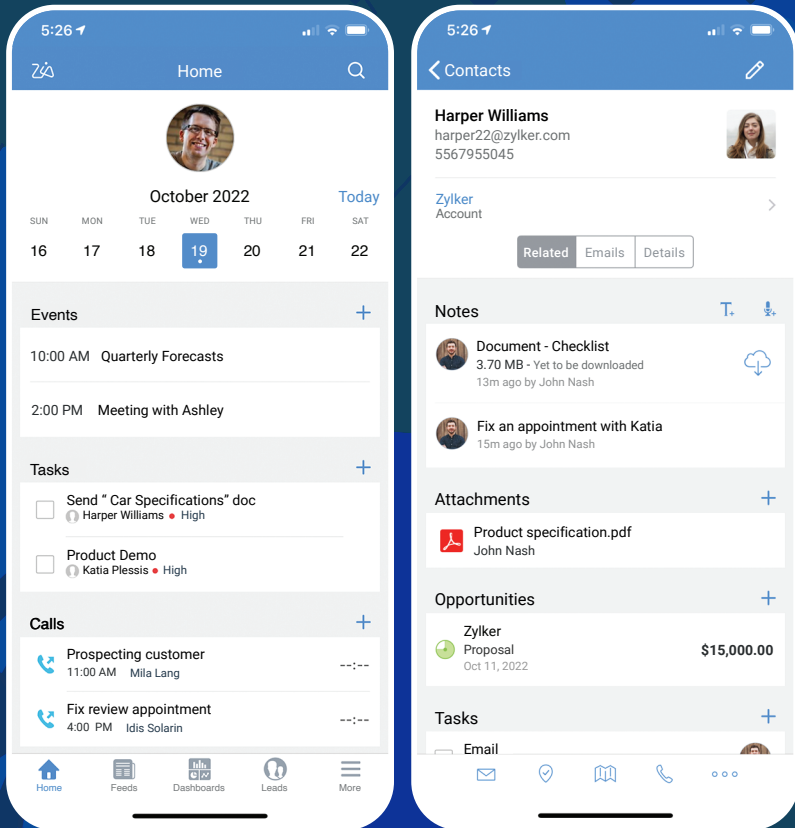 5:26
Zia
Home
October 2022
Today
SUN MON TUE WED THU FRI SAT
16 17 18 19 20 21 22
Events
+
10:00 AM Quarterly Forecasts
2:00 PM Meeting with Ashley
Tasks
+
Send “ Car Specifications” doc
Harper Williams • High
Product Demo
Katia Plessis • High
Calls
+
Prospecting customer
11:00 AM Mila Lang
--:--
Fix review appointment
4:00 PM Idis Solarin
--:--
Home Feeds Dashboards Leads More
5:26
Contacts
Harper Williams
harper22@zylker.com
5567955045
Zylker
Account
Related Emails Details
Notes
T+
Document - Checklist
3.70 MB - Yet to be downloaded
13m ago by John Nash
Fix an appointment with Katia
15m ago by John Nash
Attachments
+
Product specification.pdf
John Nash
Opportunities
+
Zylker
Proposal
$15,000.00
Oct 11, 2022
Tasks
+
Email